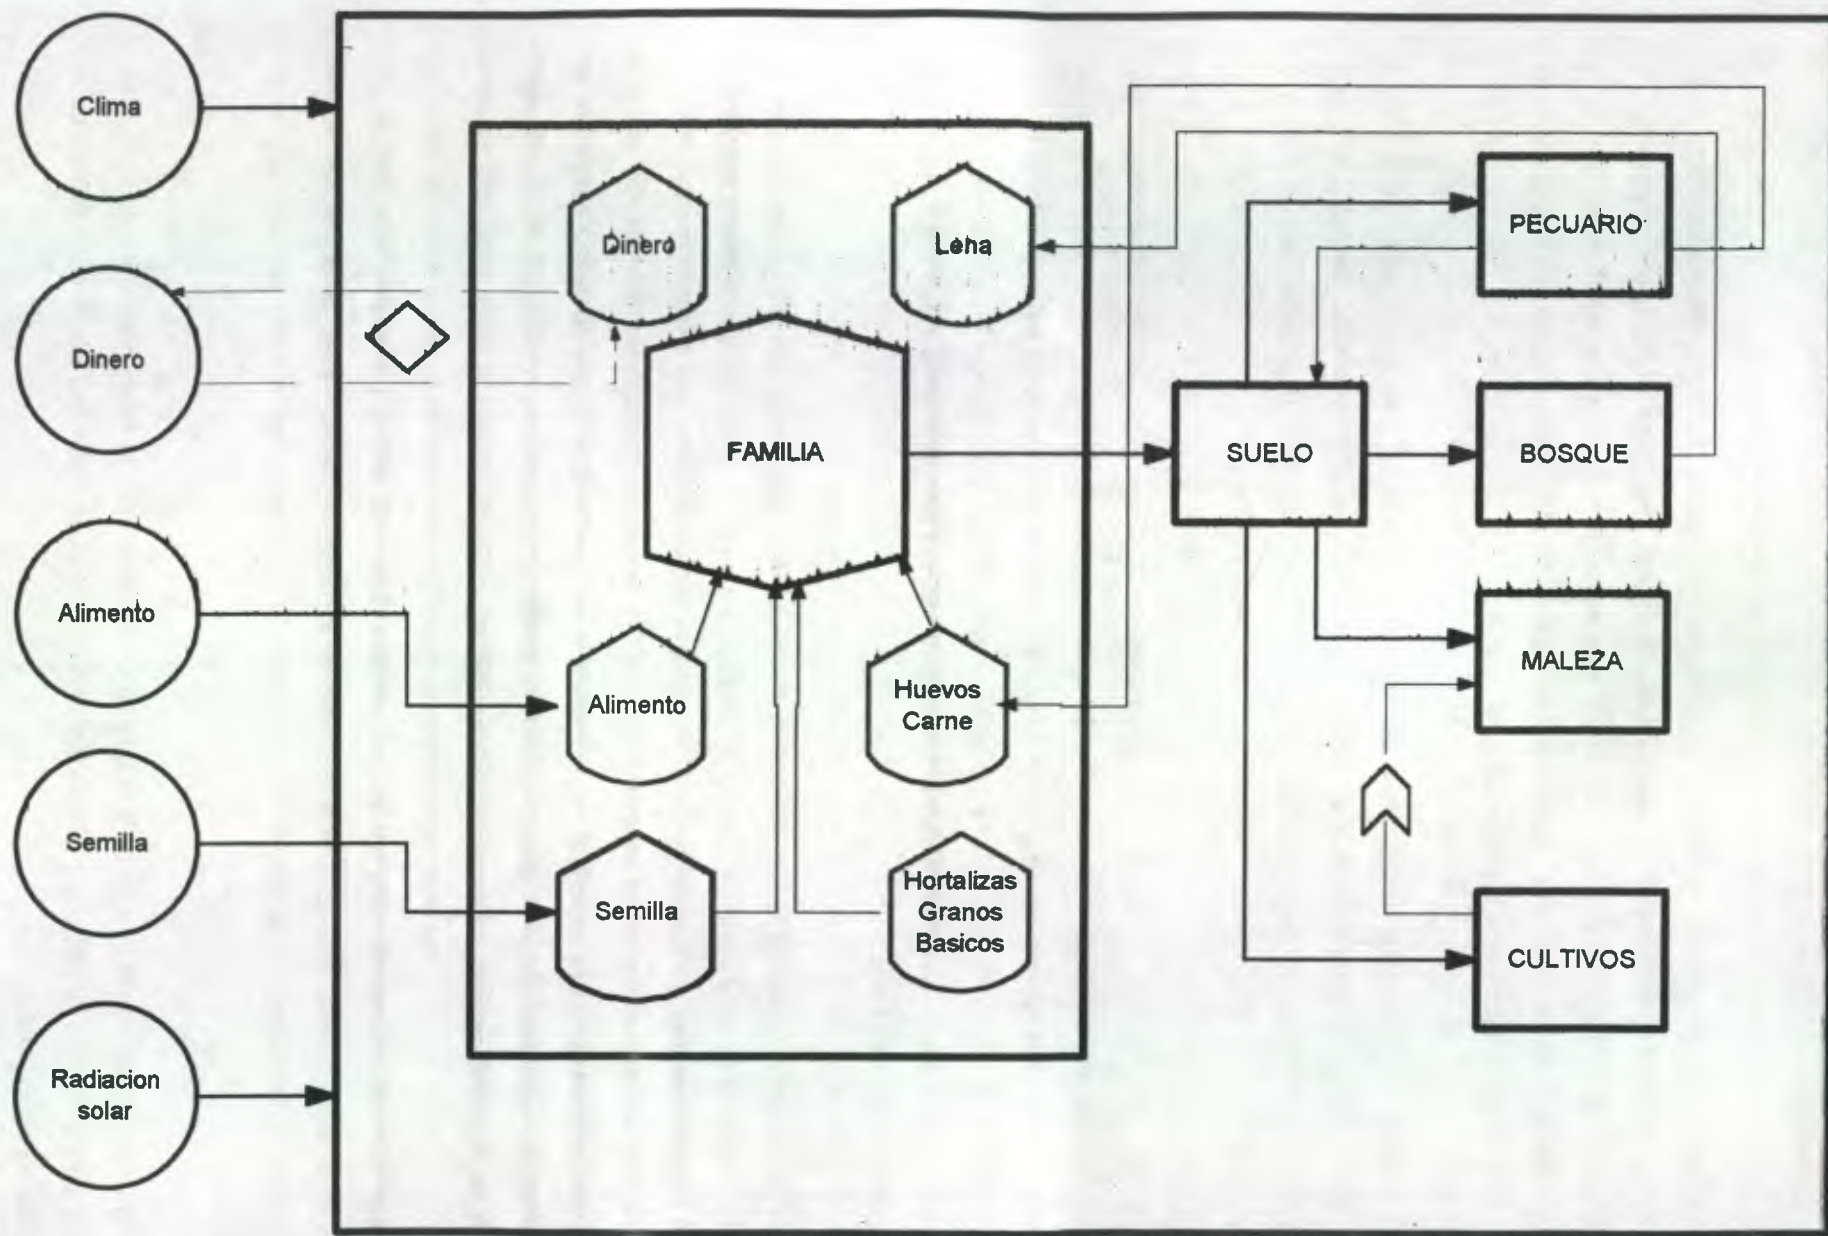 Clima
Dinero
Alimento
Semilla
Radiacion
solar
Dinero
Leha
FAMILIA
Alimento
Huevos
Carne
Semilla
Hortalizas
Granos
Basicos
SUELO
PECUARIO
BOSQUE
MALEZA
CULTIVOS